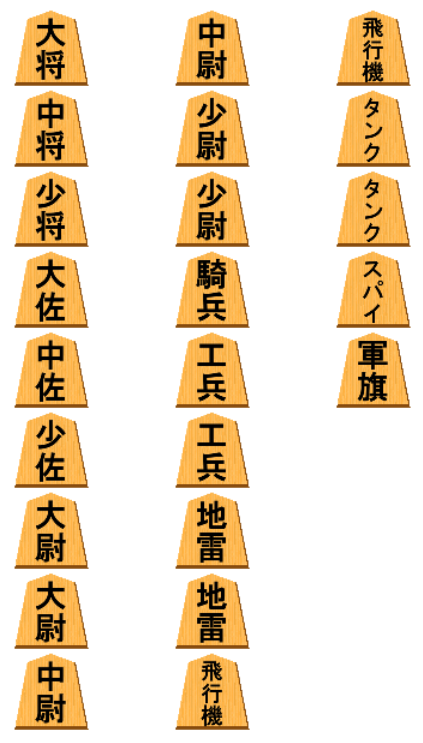 大将
中将
少将
大佐
中佐
少佐
大尉
大尉
中尉
中尉
少尉
少尉
騎兵
工兵
工兵
地雷
地雷
飛行機
飛行機
タンク
タンク
スパイ
軍旗